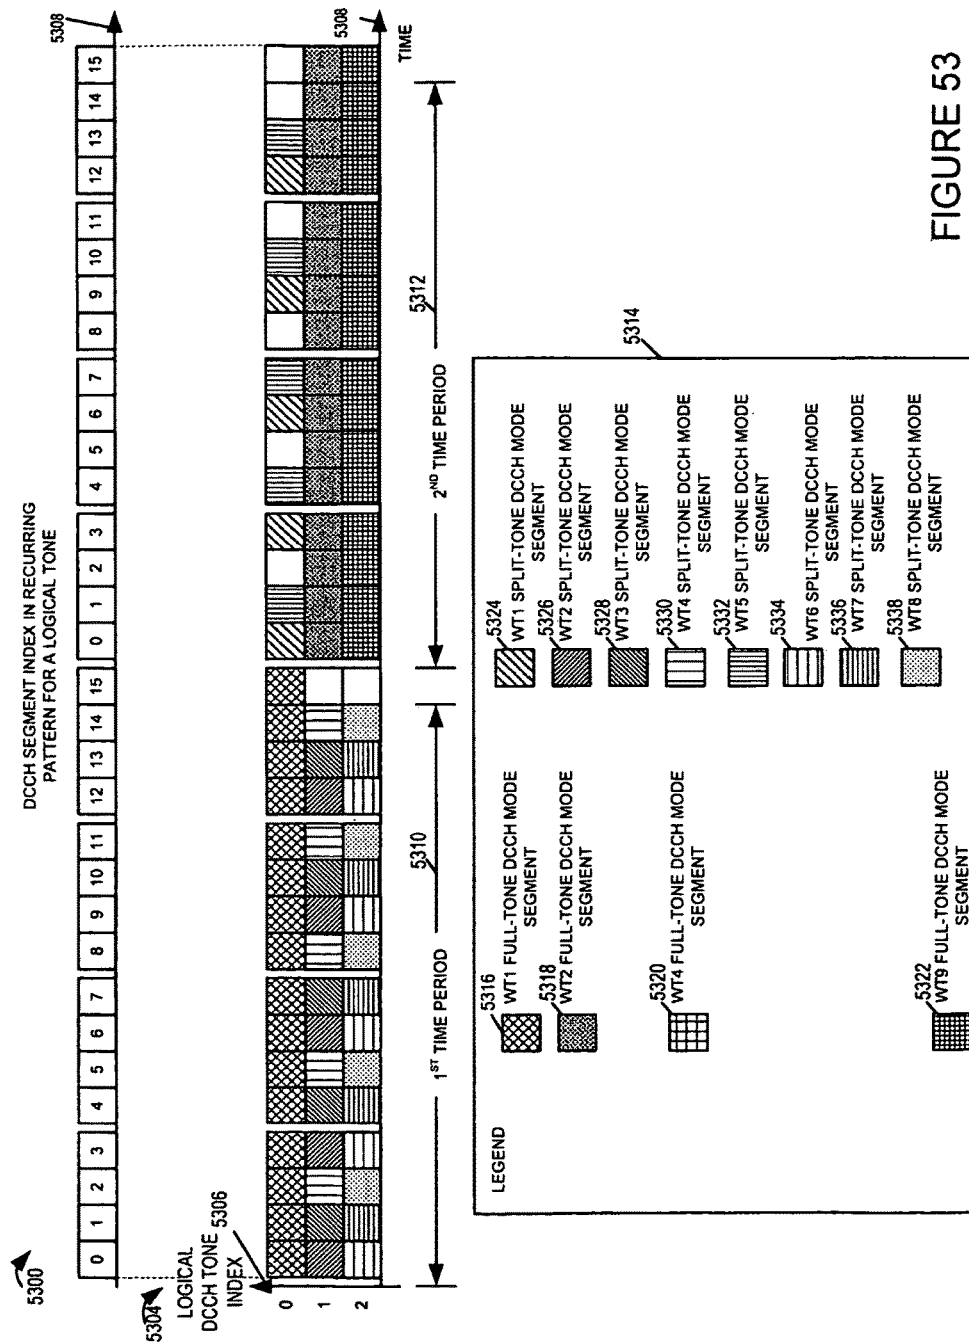 5300
DCCH SEGMENT INDEX IN RECURRING
PATTERN FOR A LOGICAL TONE
0 1 2 3 4 5 6 7 8 9 10 11 12 13 14 15 0 1 2 3 4 5 6 7 8 9 10 11 12 13 14 15
5308
5304
LOGICAL
DCCH TONE
INDEX
5306
0
1
2
5308
TIME
1ST TIME PERIOD
5310
2ND TIME PERIOD
5312
5314
LEGEND
5316
WT1 FULL-TONE DCCH MODE
SEGMENT
5318
WT2 FULL-TONE DCCH MODE
SEGMENT
5320
WT4 FULL-TONE DCCH MODE
SEGMENT
5322
WT9 FULL-TONE DCCH MODE
SEGMENT
5324
WT1 SPLIT-TONE DCCH MODE
SEGMENT
5326
WT2 SPLIT-TONE DCCH MODE
SEGMENT
5328
WT3 SPLIT-TONE DCCH MODE
SEGMENT
5330
WT4 SPLIT-TONE DCCH MODE
SEGMENT
5332
WT5 SPLIT-TONE DCCH MODE
SEGMENT
5334
WT6 SPLIT-TONE DCCH MODE
SEGMENT
5336
WT7 SPLIT-TONE DCCH MODE
SEGMENT
5338
WT8 SPLIT-TONE DCCH MODE
SEGMENT
FIGURE 53